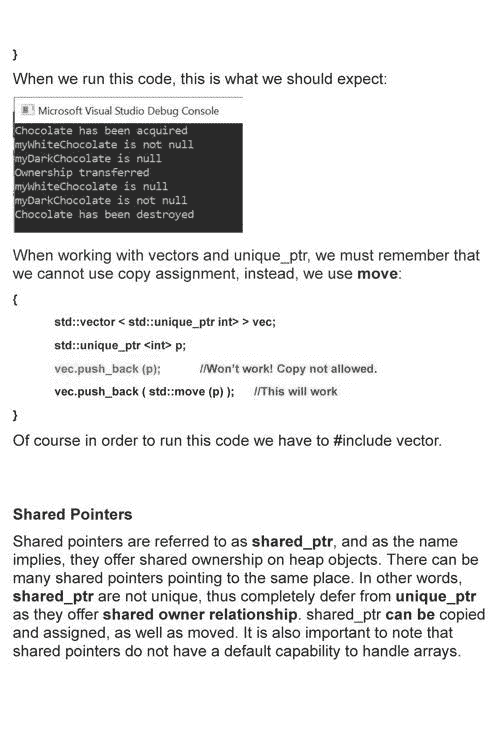 }
When we run this code, this is what we should expect:
Microsoft Visual Studio Debug Console
Chocolate has been acquired
myWhiteChocolate is not null
myDarkChocolate is null
Ownership transferred
myWhiteChocolate is null
myDarkChocolate is not null
Chocolate has been destroyed
When working with vectors and unique_ptr, we must remember that
we cannot use copy assignment, instead, we use move:
{
std::vector < std::unique_ptr int> > vec;
std::unique_ptr <int> p;
vec.push_back (p); //Won't work! Copy not allowed.
vec.push_back ( std::move (p) ); //This will work
}
Of course in order to run this code we have to #include vector.
Shared Pointers
Shared pointers are referred to as shared_ptr, and as the name
implies, they offer shared ownership on heap objects. There can be
many shared pointers pointing to the same place. In other words,
shared_ptr are not unique, thus completely defer from unique_ptr
as they offer shared owner relationship. shared_ptr can be copied
and assigned, as well as moved. It is also important to note that
shared pointers do not have a default capability to handle arrays.